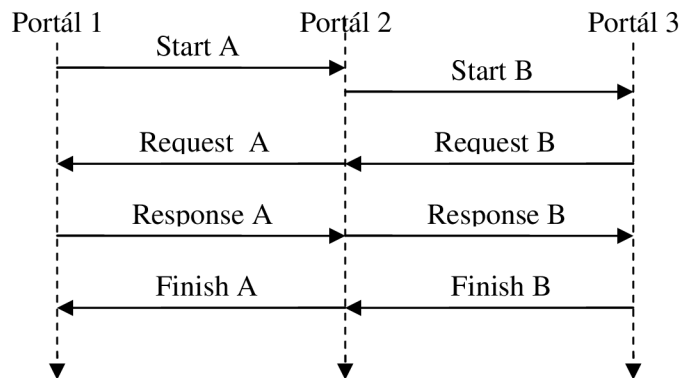 Portál 1 Portál 2 Portál 3
Start A
Start B
Request A Request B
Response A Response B
Finish A Finish B